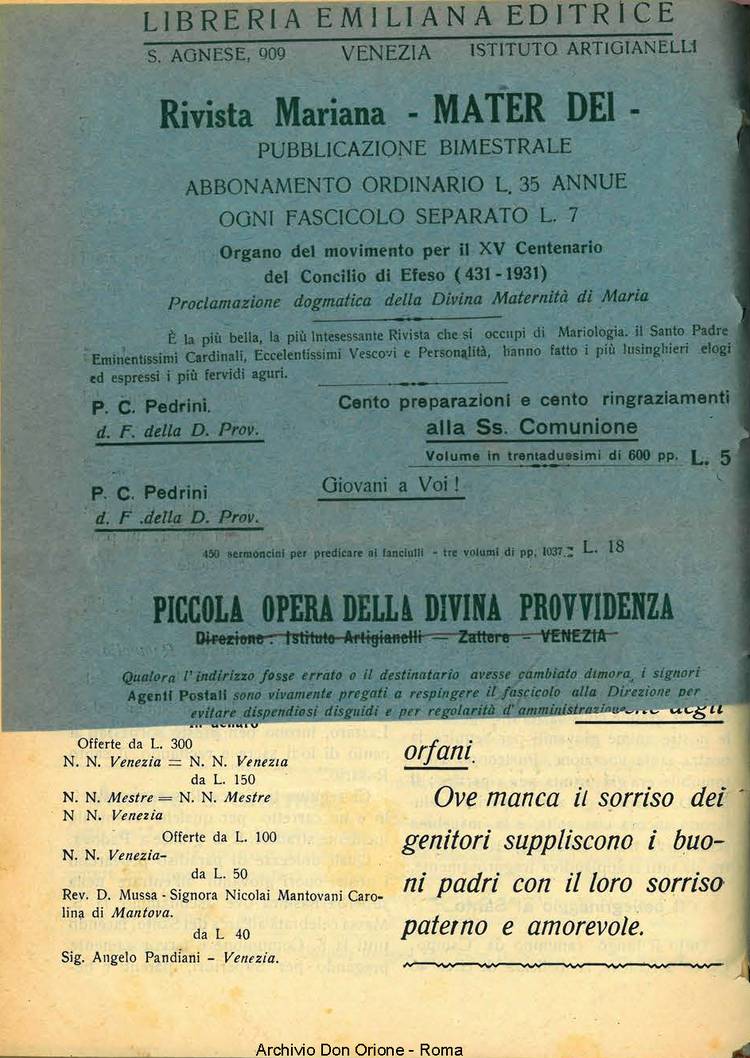 LIBRERIA EMILIANA EDITRICE
S. AGNESE, 909 VENEZIA ISTITUTO ARTIGIANELLI
Rivista Mariana - MATER DEI -
PUBBLICAZIONE BIMESTRALE
ABBONAMENTO ORDINARIO L. 35 ANNUE
OGNI FASCICOLO SEPARATO L. 7
Organo del movimento per il XV Centenario
del Concilio di Efeso (431-1931)
Proclamazione dogmatica della Divina Maternità di Maria
È la più bella, la più Intesessante Rivista che si occupi di Mariologia. il Santo Padre
Eminentissimi Cardinali, Eccelentissimi Vescovi e Personalità, hanno fatto i più lusinghieri elogi
ed espressi i più fervidi aguri.
P. C. Pedrini.
d. F. della D. Prov.
Cento preparazioni e cento ringraziamenti
alla Ss. Comunione
Volume in trentaduesimi di 600 pp. L. 5
P. C. Pedrini
d. F .della D. Prov.
Giovani a Voi !
450 sermoncini per predicare ai fanciulli - tre volumi di pp, 1037. L. 18
PICCOLA OPERA DELLA DIVINA PROVVIDENZA
Direzione : Istituto Artigianelli — Zattere - VENEZIA
Qualora l'indirizzo fosse errato o il destinatario avesse cambiato dimora, i signori
Agenti Postali sono vivamente pregati a respingere il fascicolo alla Direzione per
evitare dispendiosi disguidi e per regolarità d'amministrazione
Offerte da L. 300
N. N. Venezia = N. N. Venezia
da L. 150
N. N. Mestre = N. N. Mestre
N N. Venezia
Offerte da L. 100
N. N. Venezia-
da L. 50
Rev. D. Mussa - Signora Nicolai Mantovani Caro-
lina di Mantova.
da L 40
Sig. Angelo Pandiani - Venezia.
degli
orfani.
Ove manca il sorriso dei
genitori suppliscono i buo-
ni padri con il loro sorriso
paterno e amorevole.
Archivio Don Orione - Roma